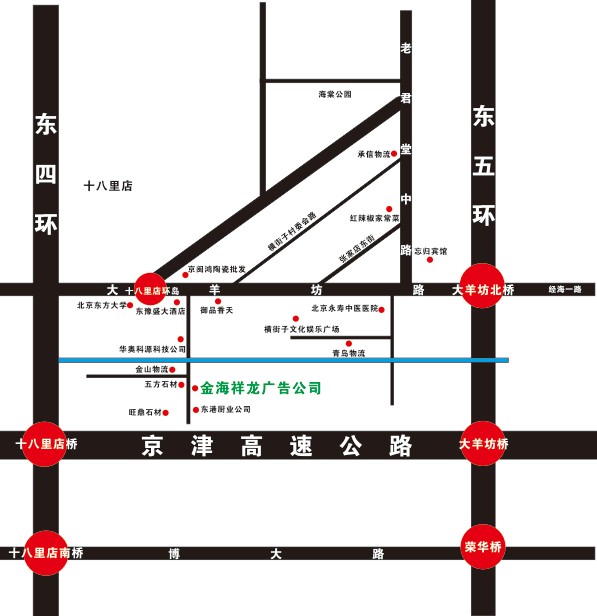 老君堂中路
海棠公园
东四环
东五环
承信物流
十八里店
红辣椒家常菜
横街子村委会路
张家店东街
忘归宾馆
京闽鸿陶瓷批发
大羊坊路
十八里店环岛
大羊坊北桥
经海一路
北京东方大学
东豫盛大酒店
御品香天
北京永寿中医医院
横街子文化娱乐广场
华奥科源科技公司
青岛物流
金山物流
五方石材
金海祥龙广告公司
旺鼎石材
东港厨业公司
十八里店桥
京津高速公路
大羊坊桥
十八里店南桥
博大路
荣华桥